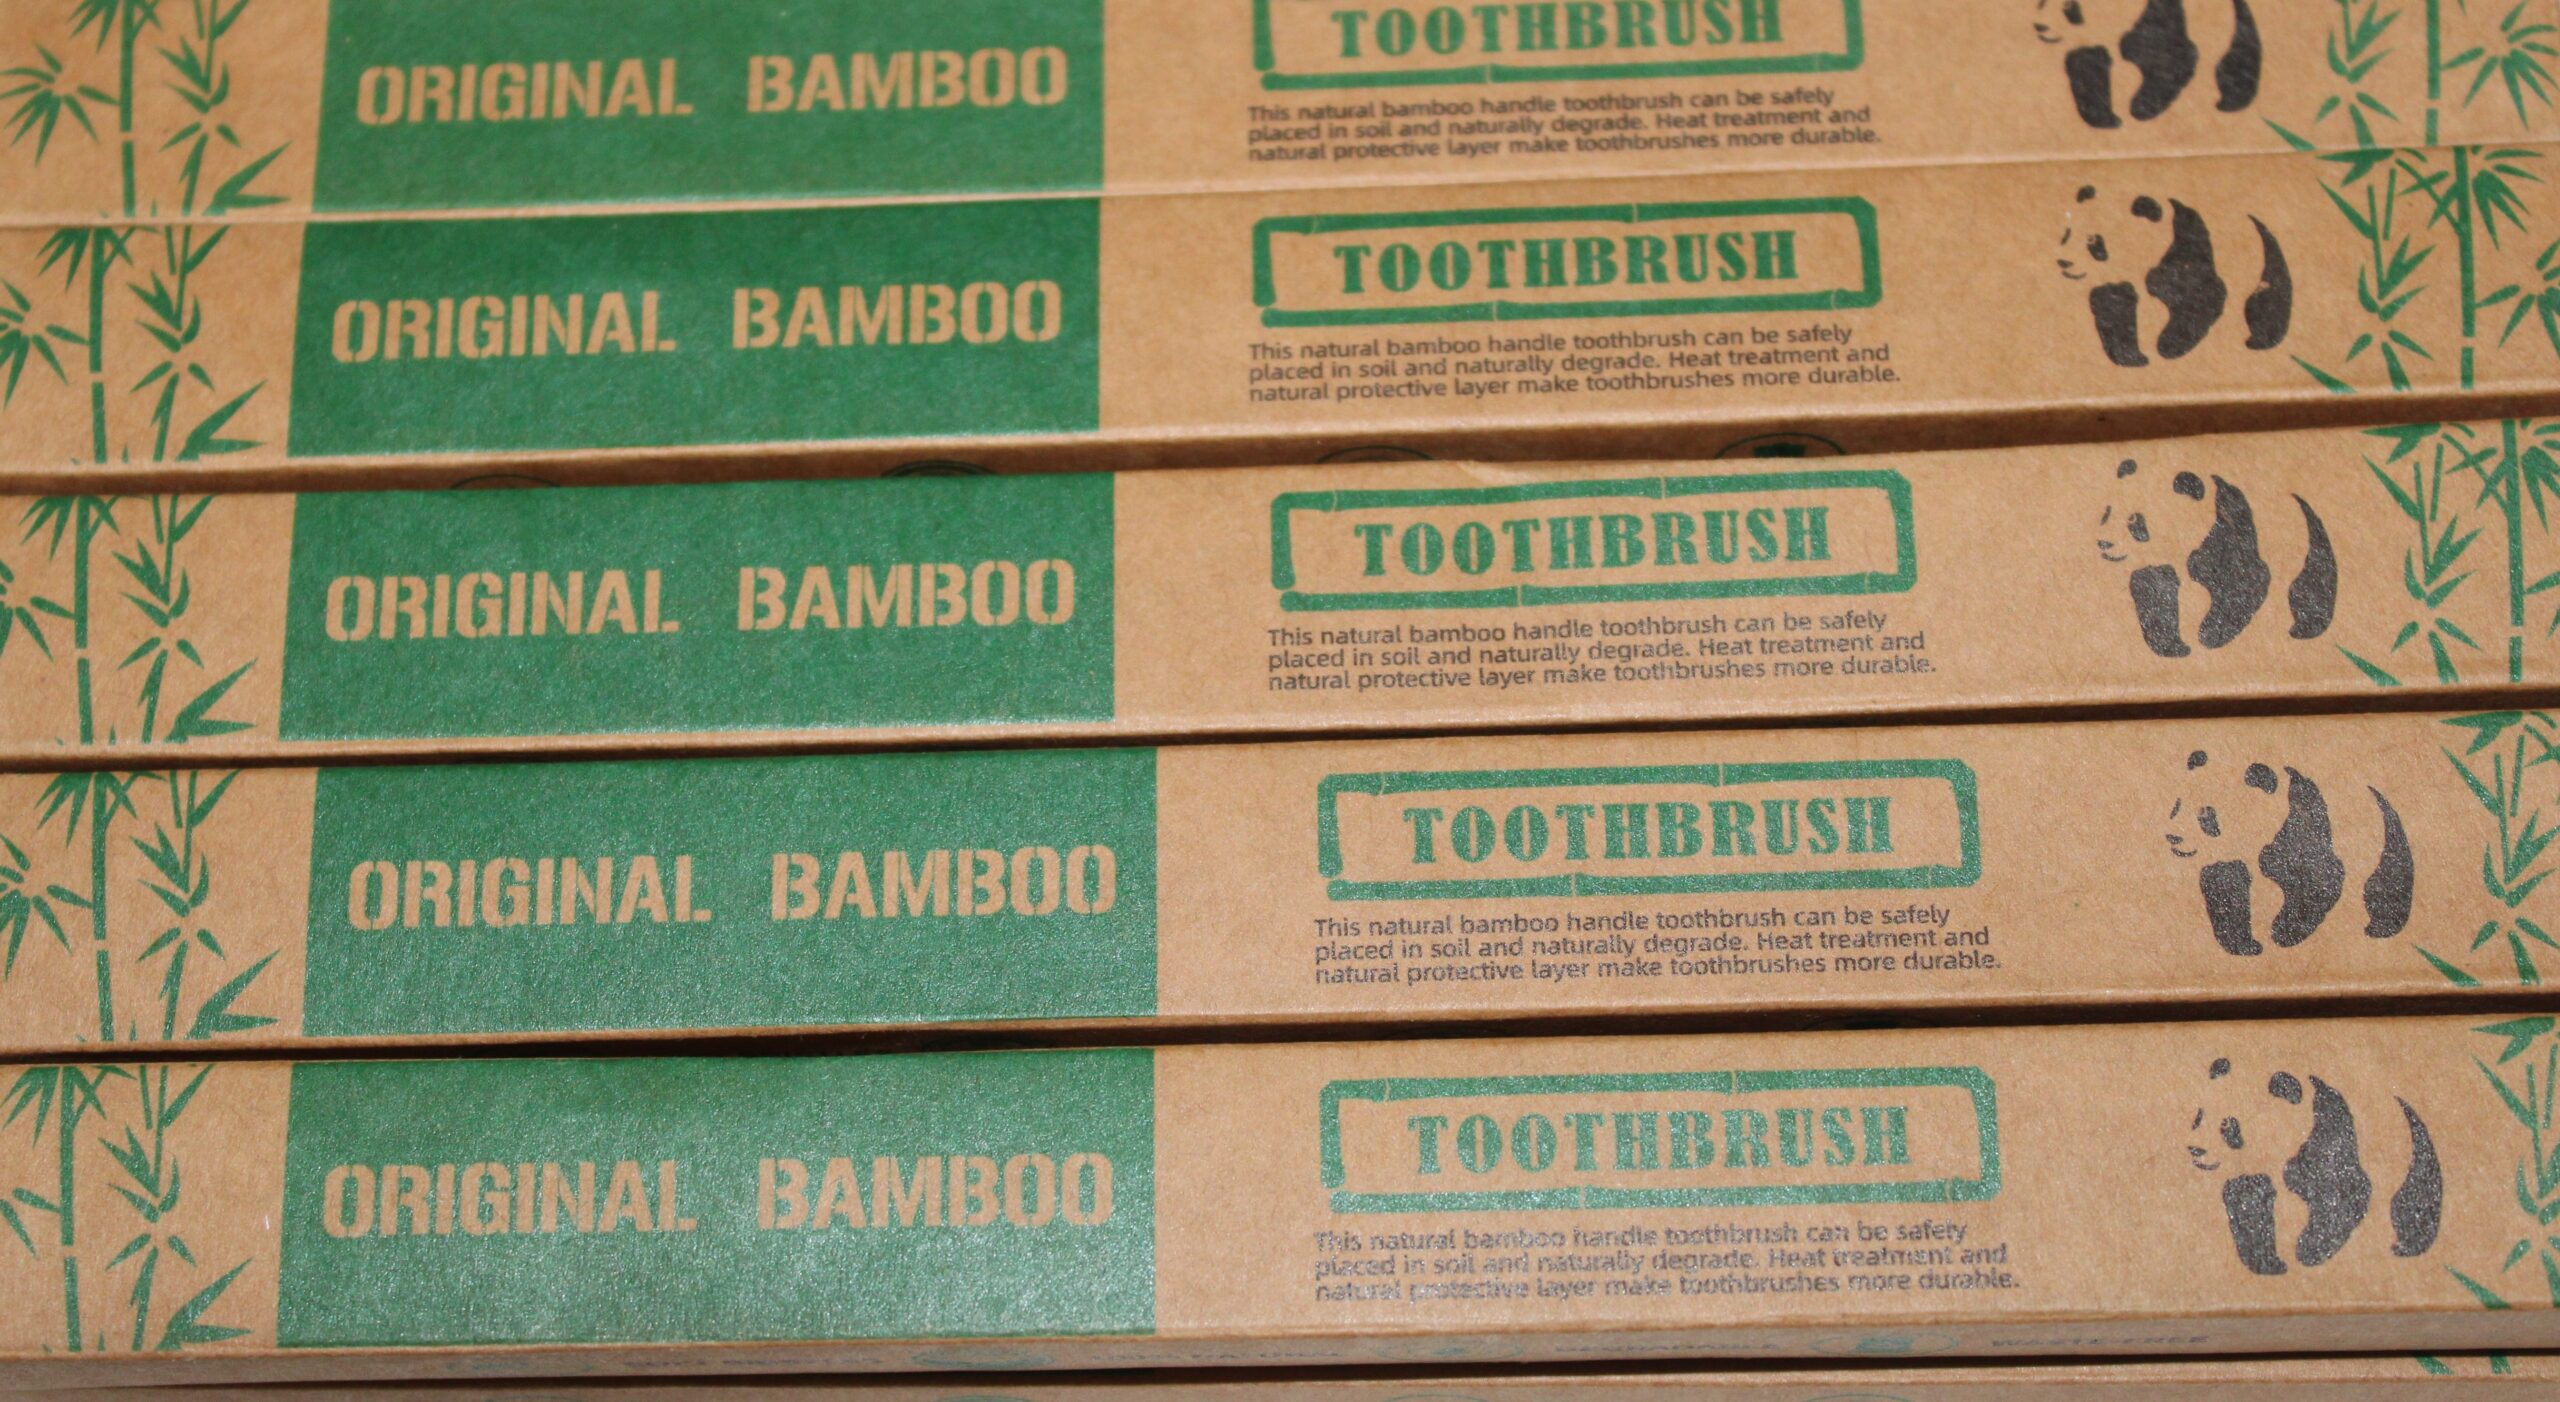 ORIGINAL BAMBOO
TOOTHBRUSH
This natural bamboo handle toothbrush can be safely
placed in soil and naturally degrade. Heat treatment and
natural protective layer make toothbrushes more durable.
ORIGINAL BAMBOO
TOOTHBRUSH
This natural bamboo handle toothbrush can be safely
placed in soil and naturally degrade. Heat treatment and
natural protective layer make toothbrushes more durable.
ORIGINAL BAMBOO
TOOTHBRUSH
This natural bamboo handle toothbrush can be safely
placed in soil and naturally degrade. Heat treatment and
natural protective layer make toothbrushes more durable.
ORIGINAL BAMBOO
TOOTHBRUSH
This natural bamboo handle toothbrush can be safely
placed in soil and naturally degrade. Heat treatment and
natural protective layer make toothbrushes more durable.
ORIGINAL BAMBOO
TOOTHBRUSH
This natural bamboo handle toothbrush can be safely
placed in soil and naturally degrade. Heat treatment and
natural protective layer make toothbrushes more durable.
DEGRADABLE WASTE-FREE